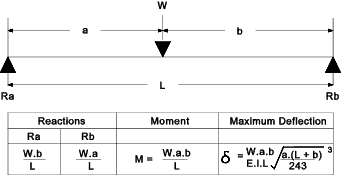 W
a
b
L
Ra
Rb
Reactions
Moment
Maximum Deflection
Ra
Rb
W.b
L
W.a
L
M = W.a.b
L
δ = W.a.b
E.I.L
√ a.(L + b) 3
243